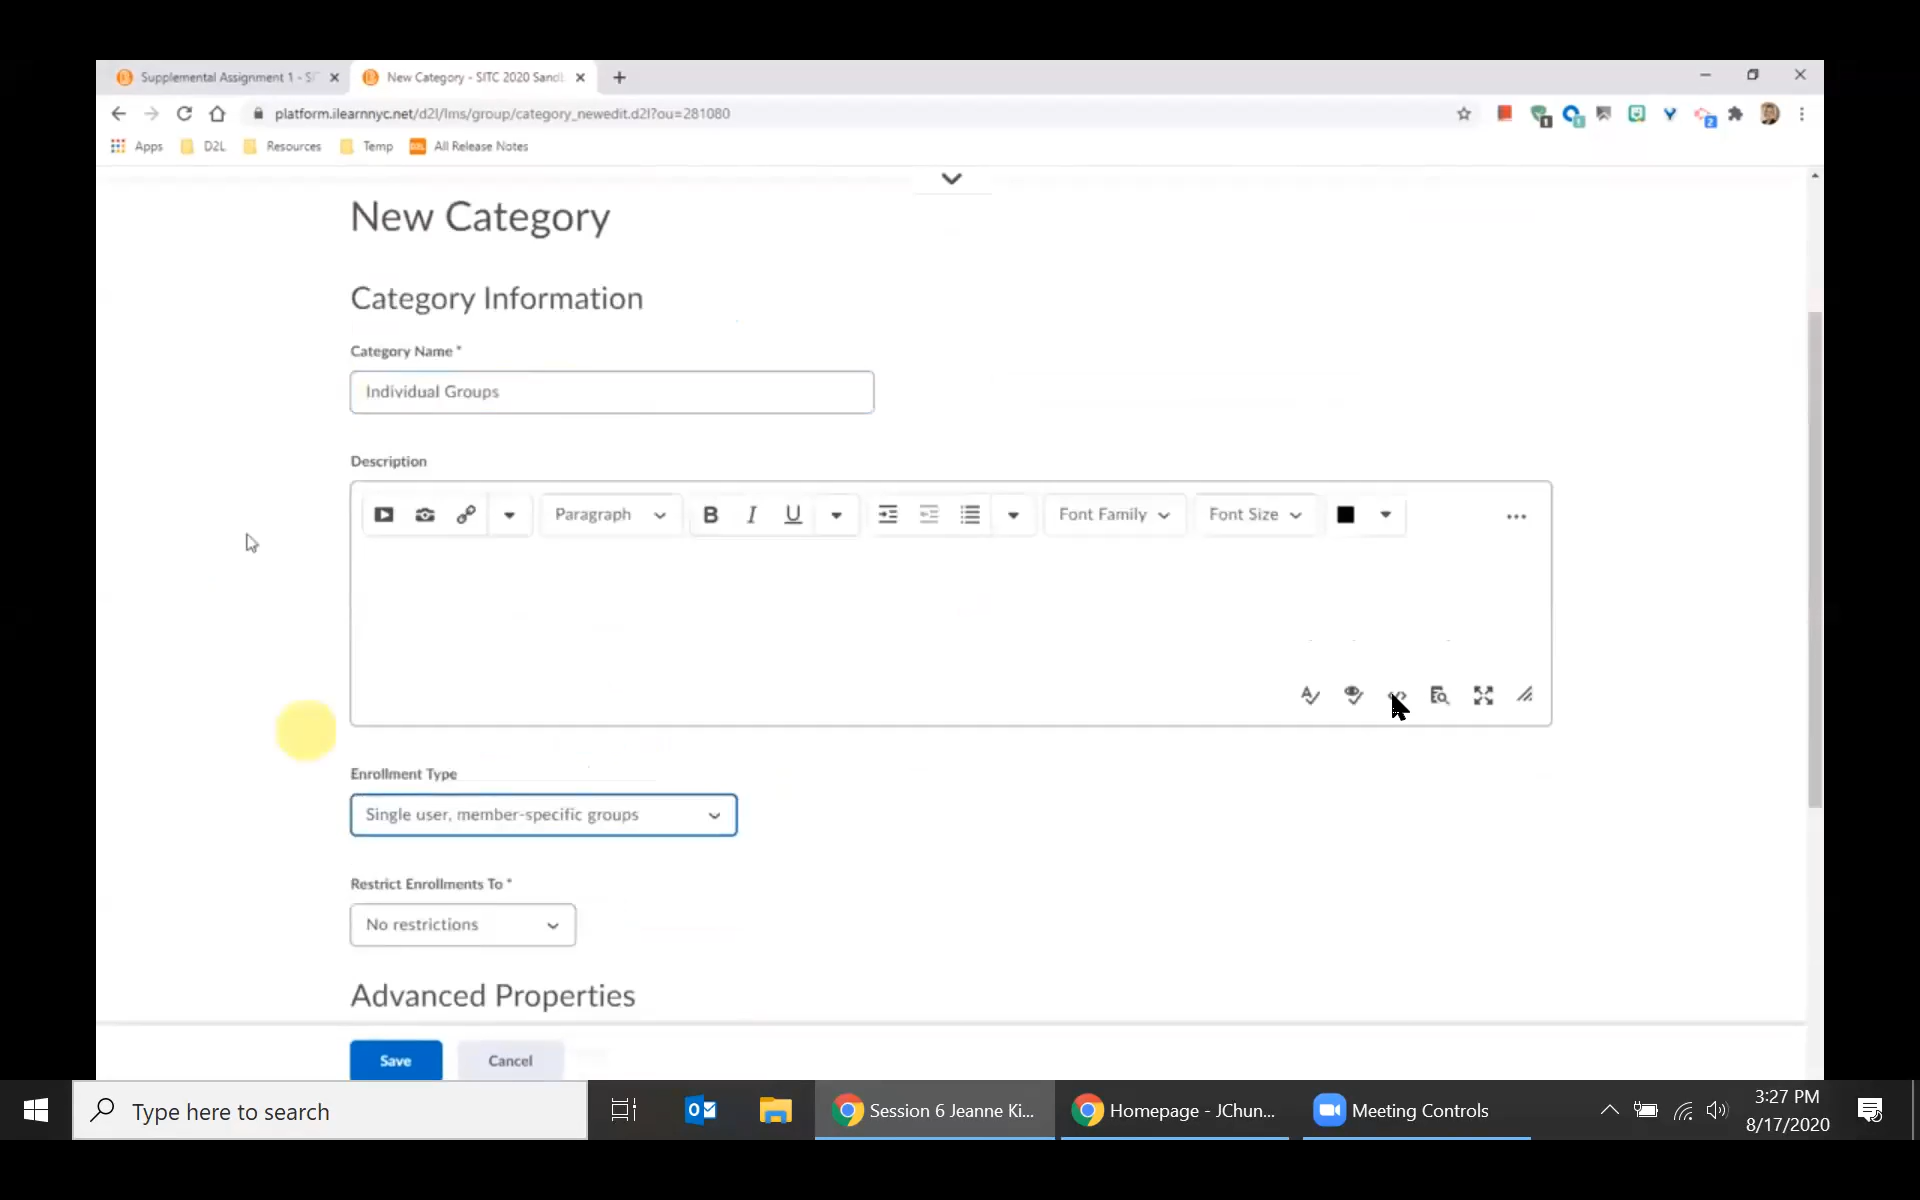 Supplemental Assignment 1 - SI
New Category - SITC 2020 Sandb
platform.ilearnnyc.net/d2l/lms/group/category_newedit.d2l?ou=281080
Apps D2L Resources Temp All Release Notes
New Category
Category Information
Category Name *
Individual Groups
Description
Paragraph B I U Font Family Font Size
Enrollment Type
Single user, member-specific groups
Restrict Enrollments To *
No restrictions
Advanced Properties
Save Cancel
Type here to search
Session 6 Jeanne Ki...
Homepage - JChun...
Meeting Controls
3:27 PM
8/17/2020